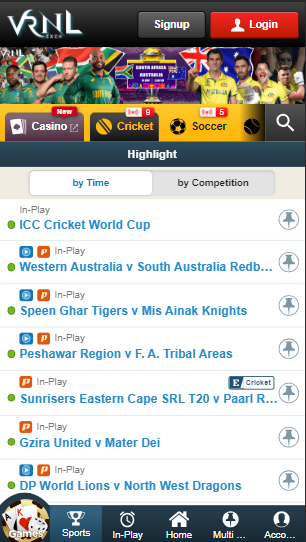 VRNL
EXCH
Signup
Login
SOUTH AFRICA
AUSTRALIA
New
Casino
9
Cricket
5
Soccer
Highlight
by Time
by Competition
In-Play
ICC Cricket World Cup
In-Play
Western Australia v South Australia Redb...
In-Play
Speen Ghar Tigers v Mis Ainak Knights
In-Play
Peshawar Region v F. A. Tribal Areas
In-Play
E Cricket
Sunrisers Eastern Cape SRL T20 v Paarl R...
In-Play
Gzira United v Mater Dei
In-Play
DP World Lions v North West Dragons
Games
Sports
In-Play
Home
Multi ...
Acco...